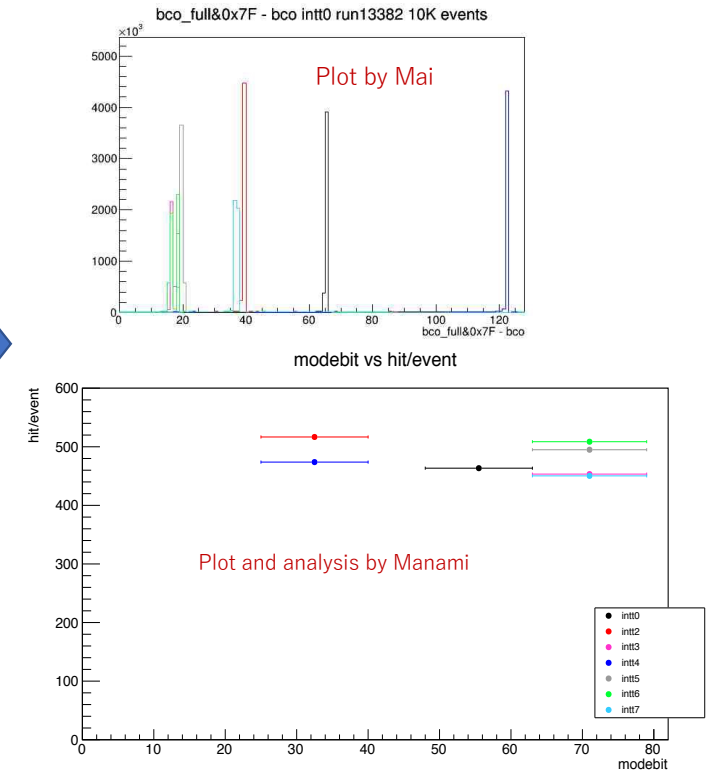 bco_full&0x7F - bco intt0 run13382 10K events
×10³
5000
4000
3000
2000
1000
0
0 20 40 60 80 100 120
bco_full&0x7F - bco
Plot by Mai
modebit vs hit/event
hit/event
600
500
400
300
200
100
0
Plot and analysis by Manami
intt0
intt2
intt3
intt4
intt5
intt6
intt7
0 10 20 30 40 50 60 70 80
modebit